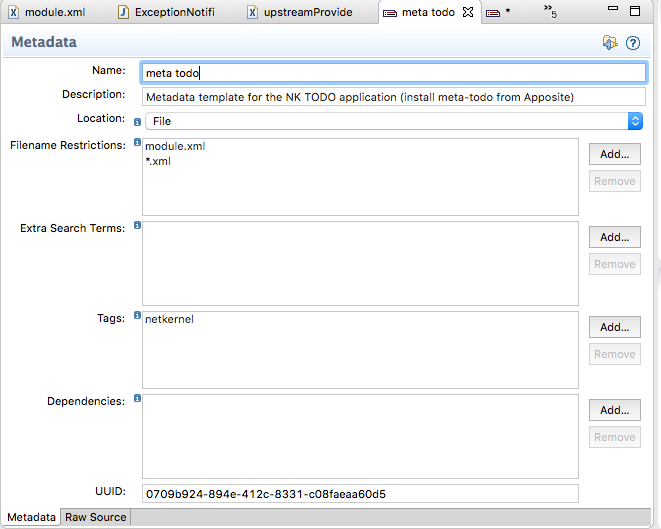 module.xml ExceptionNotifi upstreamProvide meta todo * »5
Metadata
Name: meta todo
Description: Metadata template for the NK TODO application (install meta-todo from Apposite)
Location: File
Filename Restrictions: module.xml Add...
*.xml
Remove
Extra Search Terms: Add...
Remove
Tags: netkernel Add...
Remove
Dependencies: Add...
Remove
UUID: 0709b924-894e-412c-8331-c08faeaa60d5
Metadata Raw Source